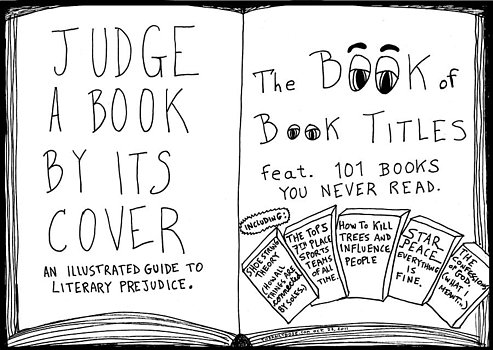 JUDGE
A BOOK
BY ITS
COVER
AN ILLUSTRATED GUIDE TO
LITERARY PREJUDICE.
The BOOK of
BOOK TITLES
feat. 101 BOOKS
YOU NEVER READ.
INCLUDING:
SHOE STRING
THEORY
(HOW ALL
THINGS ARE
CONNECTED
BY SOLES.)
THE TOP 5
7TH PLACE
SPORTS
TEAMS
OF ALL
TIME.
HOW TO KILL
TREES AND
INFLUENCE
PEOPLE
STAR
PEACE
EVERYTHING
IS
FINE.
THE
CONFESSIONS
OF GOD.
(WHAT I
MEANT.)